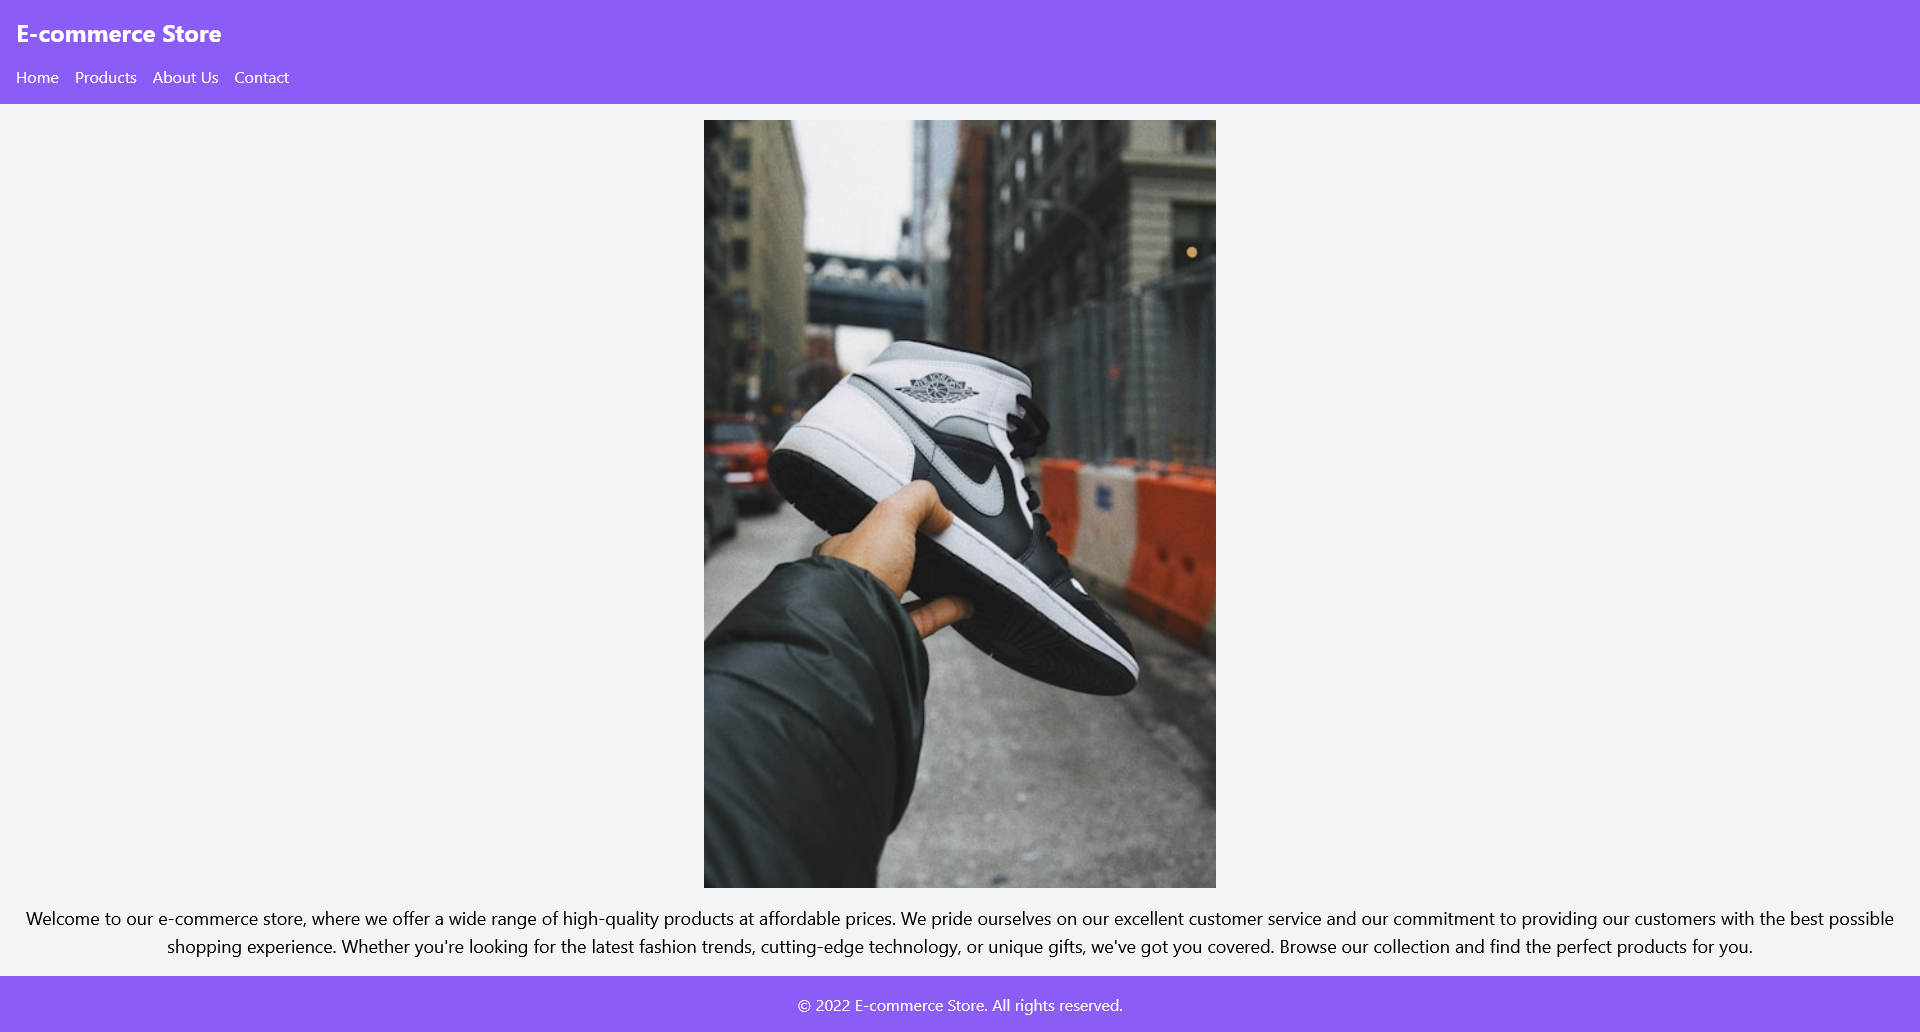 E-commerce Store
Home Products About Us Contact
Welcome to our e-commerce store, where we offer a wide range of high-quality products at affordable prices. We pride ourselves on our excellent customer service and our commitment to providing our customers with the best possible
shopping experience. Whether you're looking for the latest fashion trends, cutting-edge technology, or unique gifts, we've got you covered. Browse our collection and find the perfect products for you.
© 2022 E-commerce Store. All rights reserved.